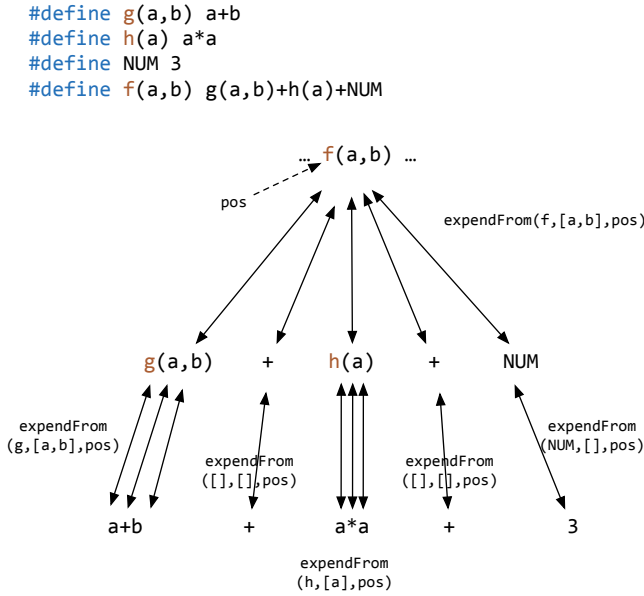 #define g(a,b) a+b
#define h(a) a*a
#define NUM 3
#define f(a,b) g(a,b)+h(a)+NUM
… f(a,b) …
pos
expendFrom(f,[a,b],pos)
g(a,b) + h(a) + NUM
expendFrom
(g,[a,b],pos)
expendFrom
([],[],pos)
expendFrom
([],[],pos)
expendFrom
(NUM,[],pos)
a+b + a*a + 3
expendFrom
(h,[a],pos)